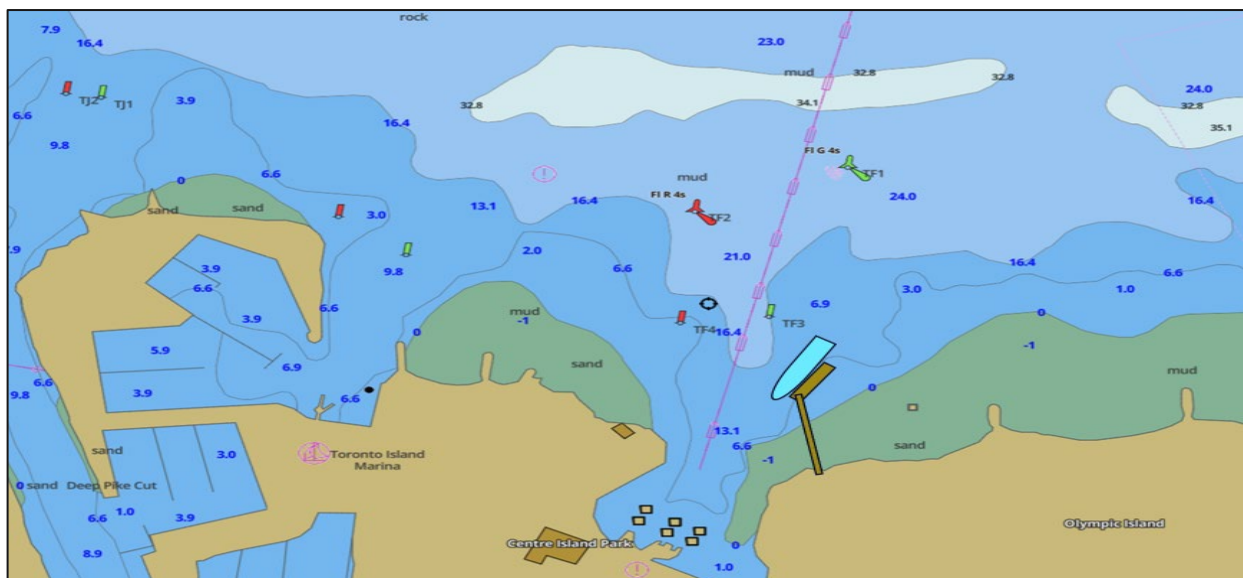 rock
7.9
16.4
23.0
mud
32.8
32.8
24.0
TJ2
TJ1
3.9
32.8
34.1
32.8
6.6
16.4
35.1
9.8
Fl G 4s
TF1
0
6.6
mud
Fl R 4s
24.0
16.4
sand
sand
3.0
13.1
16.4
TF2
.9
3.9
9.8
2.0
6.6
21.0
16.4
6.6
6.6
3.0
1.0
6.9
3.9
6.6
mud
-1
0
TF4
16.4
TF3
0
-1
5.9
6.9
sand
mud
6.6
9.8
3.9
6.6
0
13.1
6.6
sand
sand
3.0
Toronto Island
Marina
-1
0
sand
Deep Pike Cut
1.0
6.6
3.9
Centre Island Park
Olympic Island
0
8.9
1.0